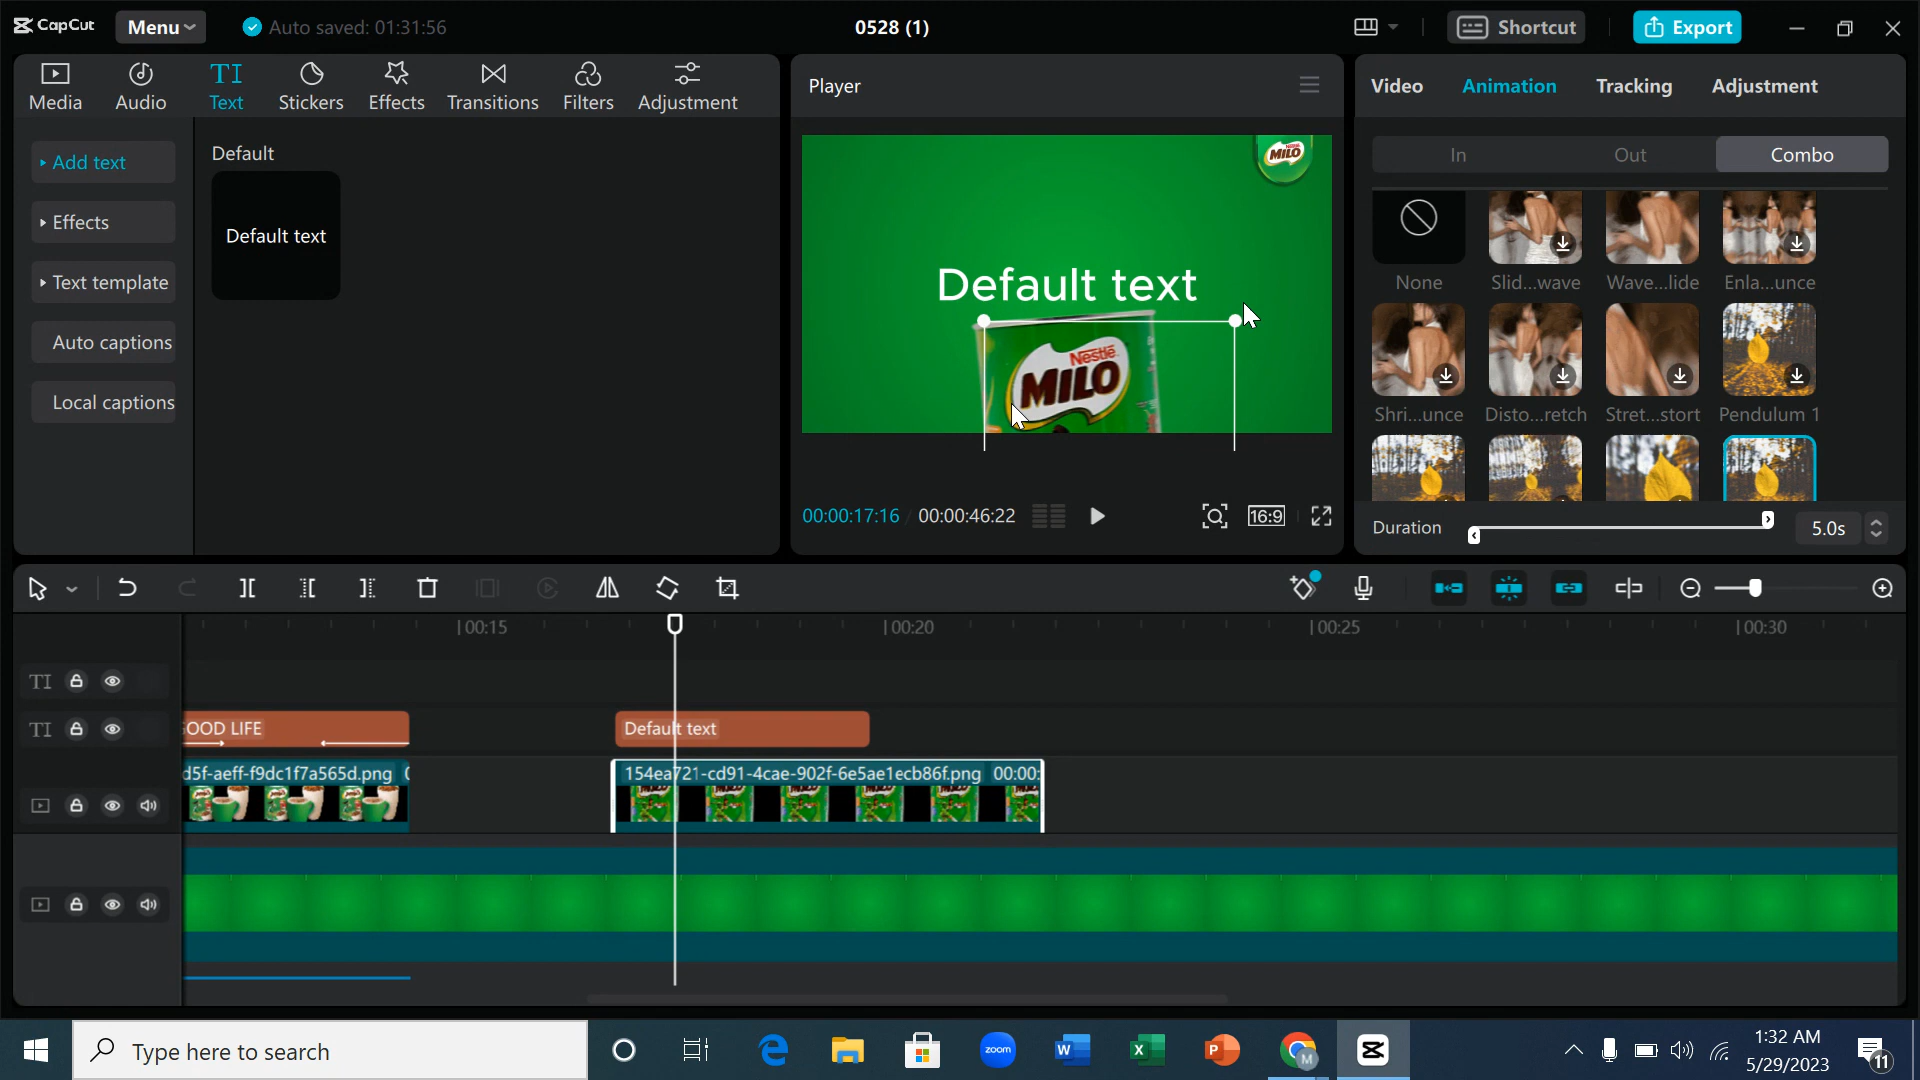 CapCut
Menu
Auto saved: 01:31:56
0528 (1)
Shortcut
Export
Media
Audio
TI
Text
Stickers
Effects
Transitions
Filters
Adjustment
Add text
Effects
Text template
Auto captions
Local captions
Default
Default text
Player
MILO
Default text
Nestlé
MILO
00:00:17:16 / 00:00:46:22
16:9
Video
Animation
Tracking
Adjustment
In
Out
Combo
None
Slid...wave
Wave...lide
Enla...unce
Shri...unce
Disto...retch
Stret...stort
Pendulum 1
Duration
5.0s
00:15
00:20
00:25
00:30
TI
TI
OOD LIFE
Default text
d5f-aeff-f9dc1f7a565d.png
154ea721-cd91-4cae-902f-6e5ae1ecb86f.png 00:00:
Type here to search
zoom
W
X
P
M
1:32 AM
5/29/2023
11